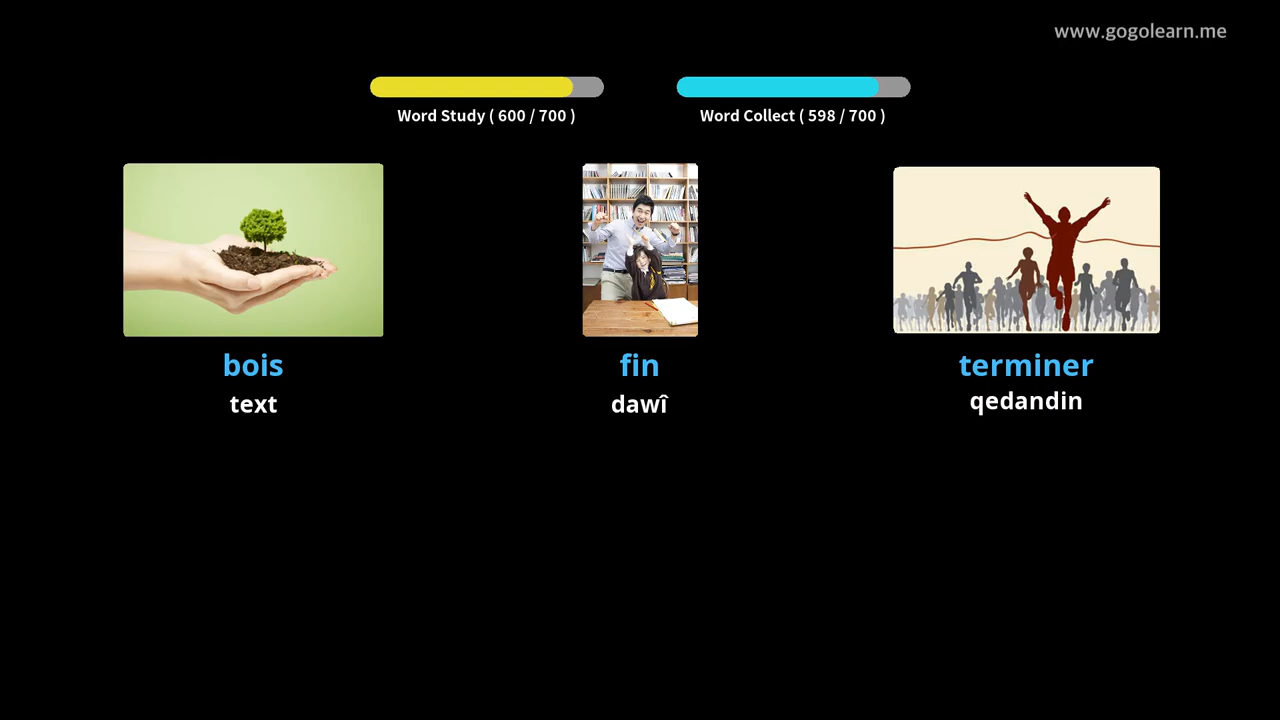 www.gogolearn.me
Word Study ( 600 / 700 )
Word Collect ( 598 / 700 )
bois
text
fin
dawî
terminer
qedandin